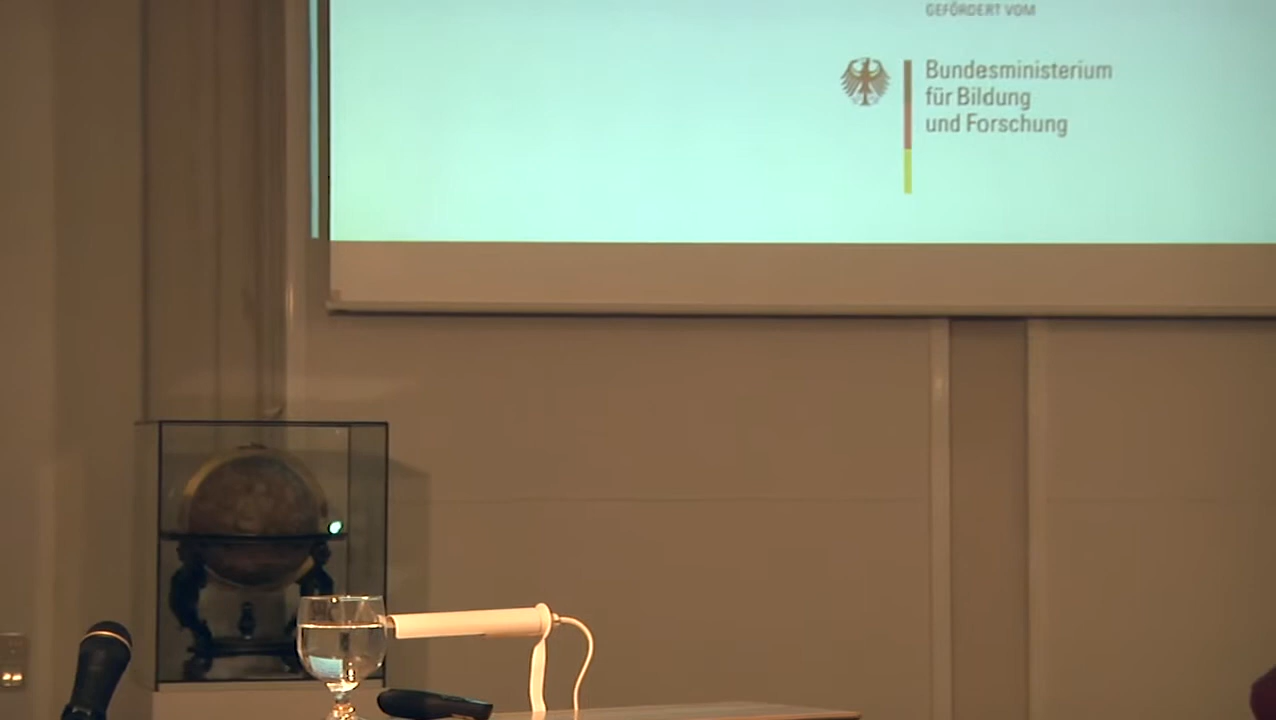 GEFÖRDERT VOM
Bundesministerium
für Bildung
und Forschung